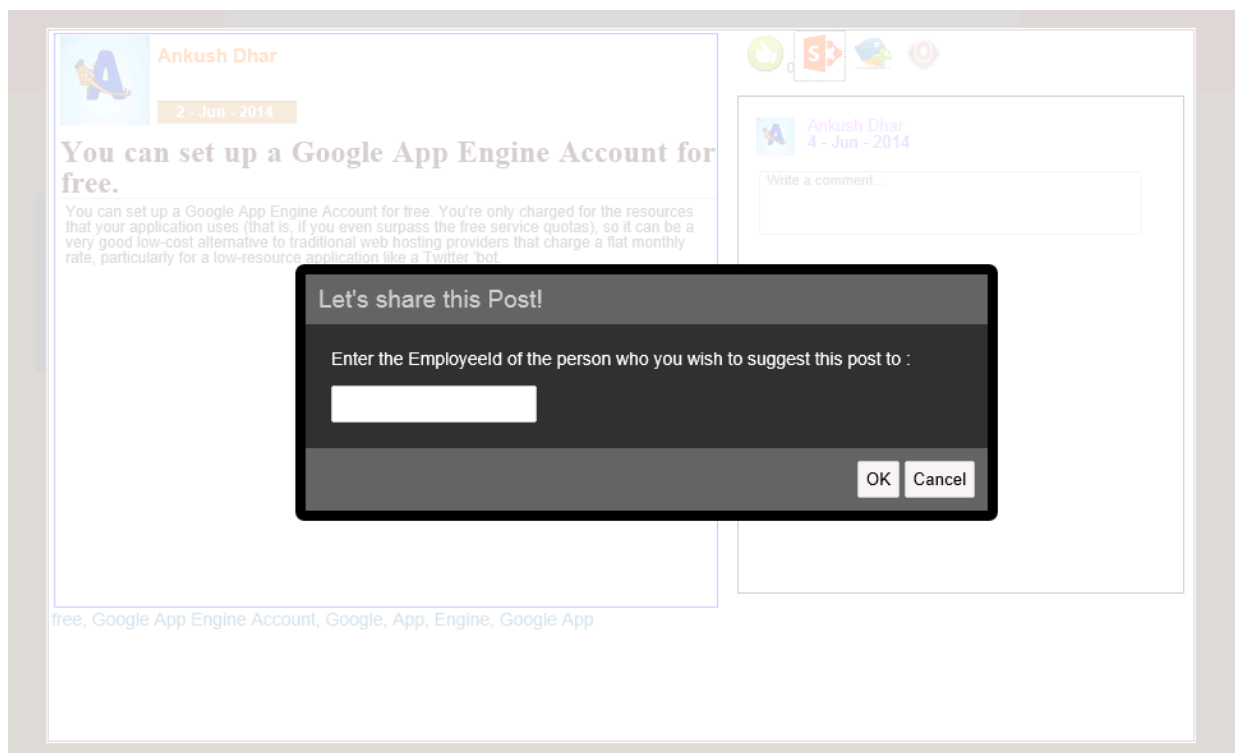 Ankush Dhar
2 - Jun - 2014
You can set up a Google App Engine Account for
free.
You can set up a Google App Engine Account for free. You're only charged for the resources
that your application uses (that is, if you even surpass the free service quotas), so it can be a
very good low-cost alternative to traditional web hosting providers that charge a flat monthly
rate, particularly for a low-resource application like a Twitter 'bot.
free, Google App Engine Account, Google, App, Engine, Google App
S
Ankush Dhar
4 - Jun - 2014
Write a comment...
Let's share this Post!
Enter the EmployeeId of the person who you wish to suggest this post to :
OK Cancel